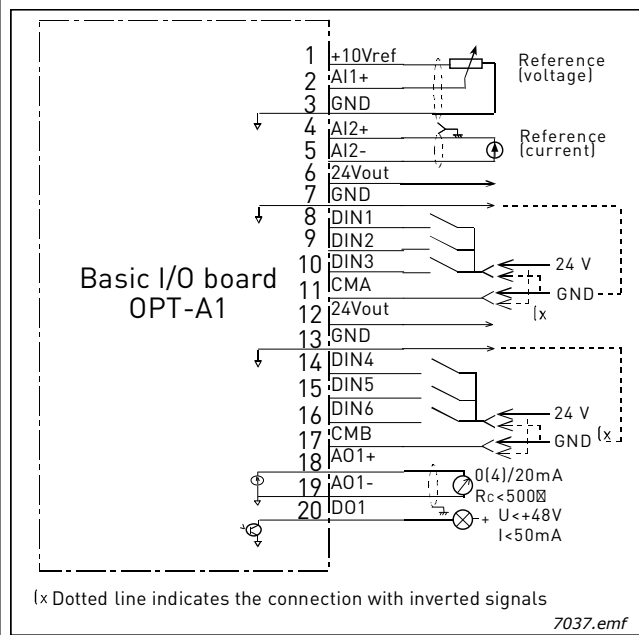 1 +10Vref
2 AI1+
3 GND
4 AI2+
5 AI2-
6 24Vout
7 GND
8 DIN1
9 DIN2
10 DIN3
11 CMA
12 24Vout
13 GND
14 DIN4
15 DIN5
16 DIN6
17 CMB
18 AO1+
19 AO1-
20 DO1
Reference
(voltage)
Reference
(current)
24 V
GND
(x
24 V
GND (x
0(4)/20mA
RC<500
+ U<+48V
I<50mA
Basic I/O board
OPT-A1
(x Dotted line indicates the connection with inverted signals
7037.emf